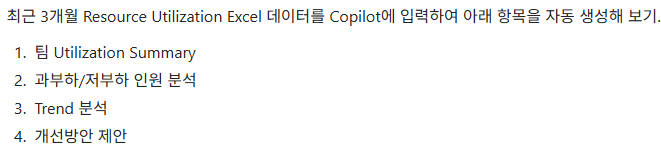 최근 3개월 Resource Utilization Excel 데이터를 Copilot에 입력하여 아래 항목을 자동 생성해 보기.
1. 팀 Utilization Summary
2. 과부하/저부하 인원 분석
3. Trend 분석
4. 개선방안 제안